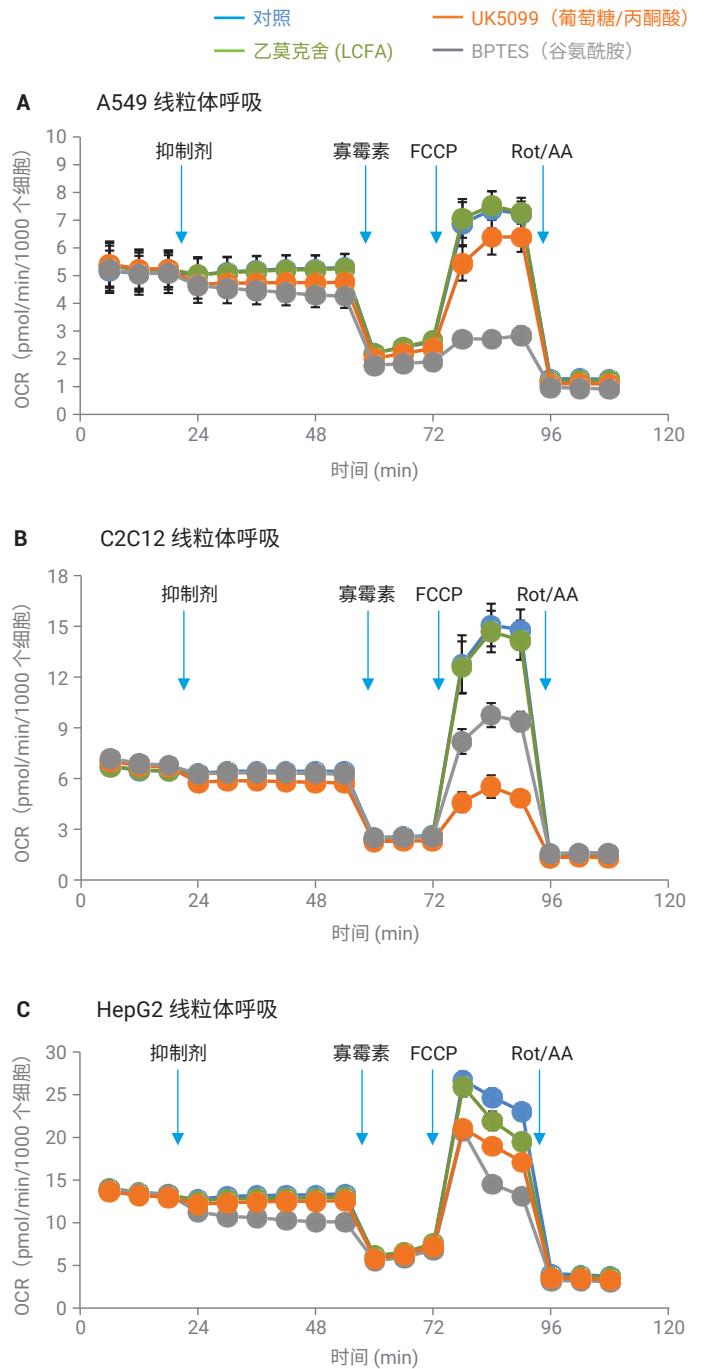 对照
UK5099（葡萄糖/丙酮酸）
乙莫克舍 (LCFA)
BPTES（谷氨酰胺）
A
A549 线粒体呼吸
OCR（pmol/min/1000 个细胞）
10
9
8
7
6
5
4
3
2
1
0
抑制剂
寡霉素
FCCP
Rot/AA
0
24
48
72
96
120
时间 (min)
B
C2C12 线粒体呼吸
OCR（pmol/min/1000 个细胞）
18
15
12
9
6
3
0
抑制剂
寡霉素
FCCP
Rot/AA
0
24
48
72
96
120
时间 (min)
C
HepG2 线粒体呼吸
OCR（pmol/min/1000 个细胞）
30
25
20
15
10
5
0
抑制剂
寡霉素
FCCP
Rot/AA
0
24
48
72
96
120
时间 (min)